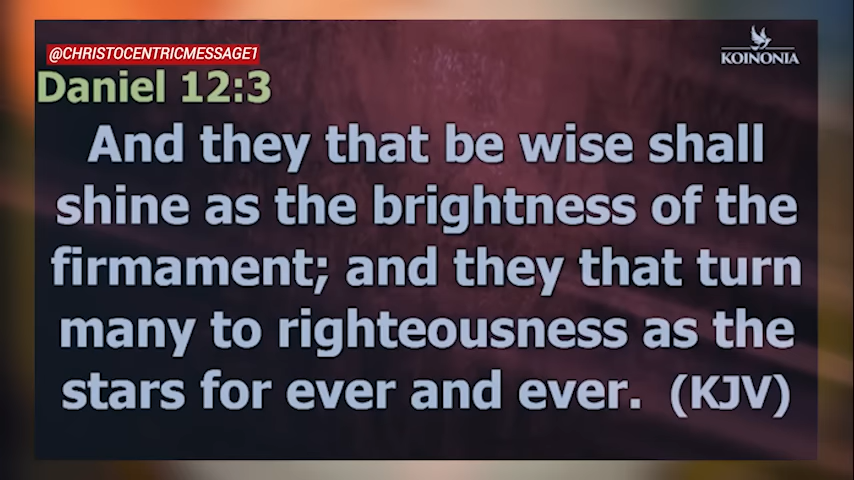 @CHRISTOCENTRICMESSAGE1
KOINONIA
Daniel 12:3
And they that be wise shall
shine as the brightness of the
firmament; and they that turn
many to righteousness as the
stars for ever and ever. (KJV)